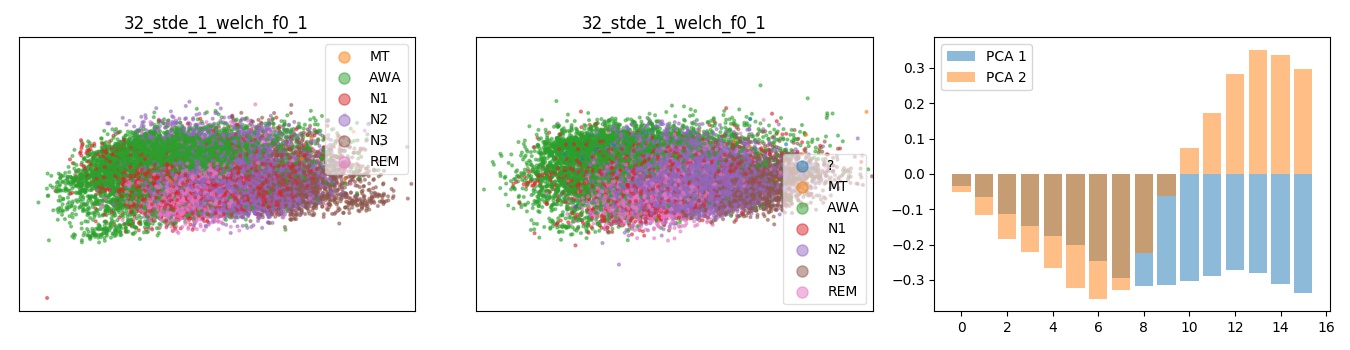 32_stde_1_welch_f0_1
MT
AWA
N1
N2
N3
REM
32_stde_1_welch_f0_1
?
MT
AWA
N1
N2
N3
REM
PCA 1
PCA 2
0.3
0.2
0.1
0.0
−0.1
−0.2
−0.3
0 2 4 6 8 10 12 14 16